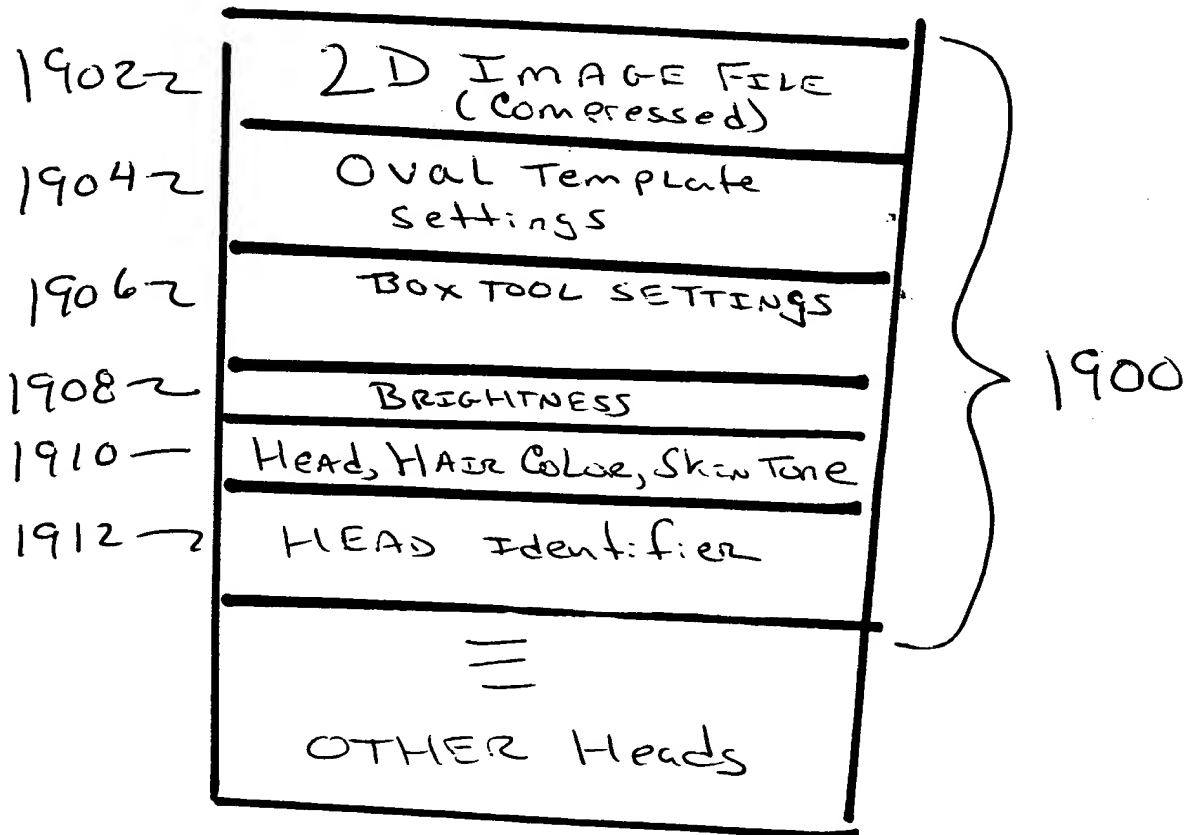 1902
2D IMAGE FILE
(Compressed)
1904
Oval Template
settings
1906
BOX TOOL SETTINGS
1908
BRIGHTNESS
1900
1910
Head, HAIR Color, Skin Tone
1912
HEAD Identifier
OTHER Heads